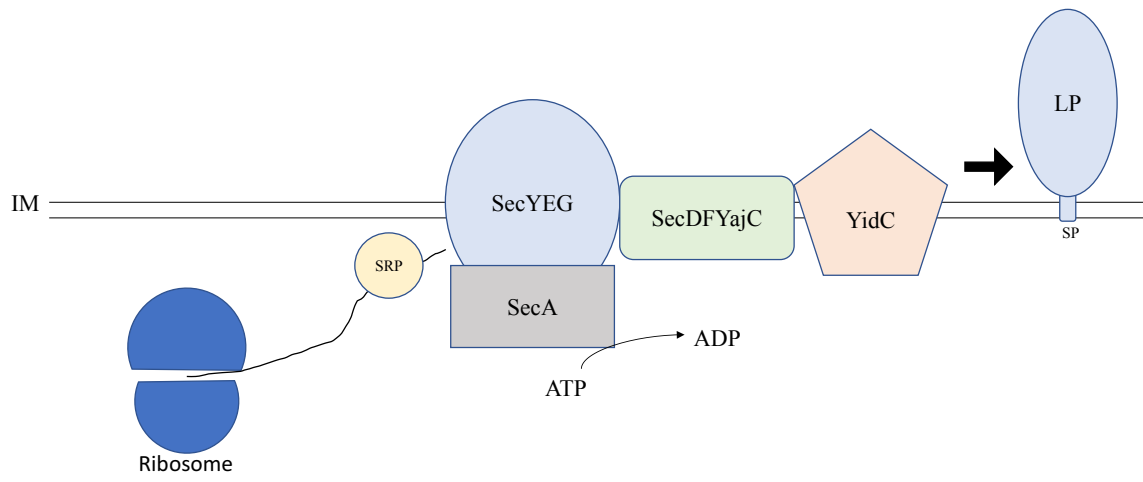 LP
IM
SecYEG
SecDFYajC
YidC
SP
SRP
SecA
ADP
ATP
Ribosome